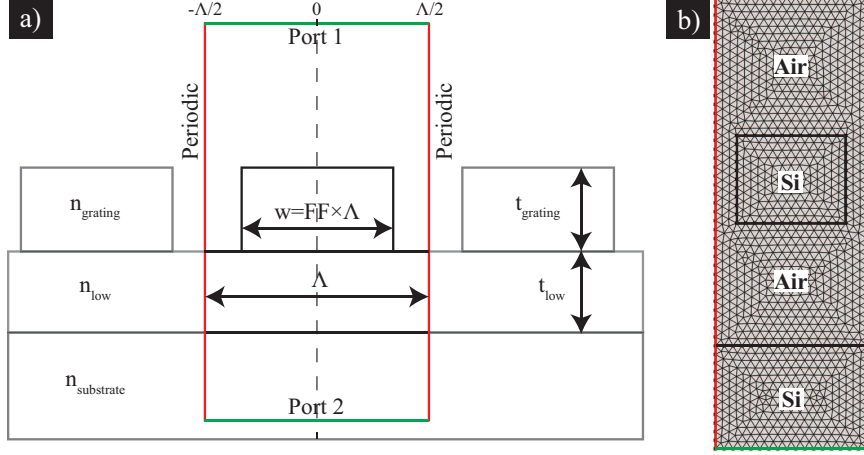 a)
-Λ/2
0
Λ/2
Port 1
Periodic
Periodic
n_grating
w=FF×Λ
t_grating
n_low
Λ
t_low
n_substrate
Port 2
b)
Air
Si
Air
Si